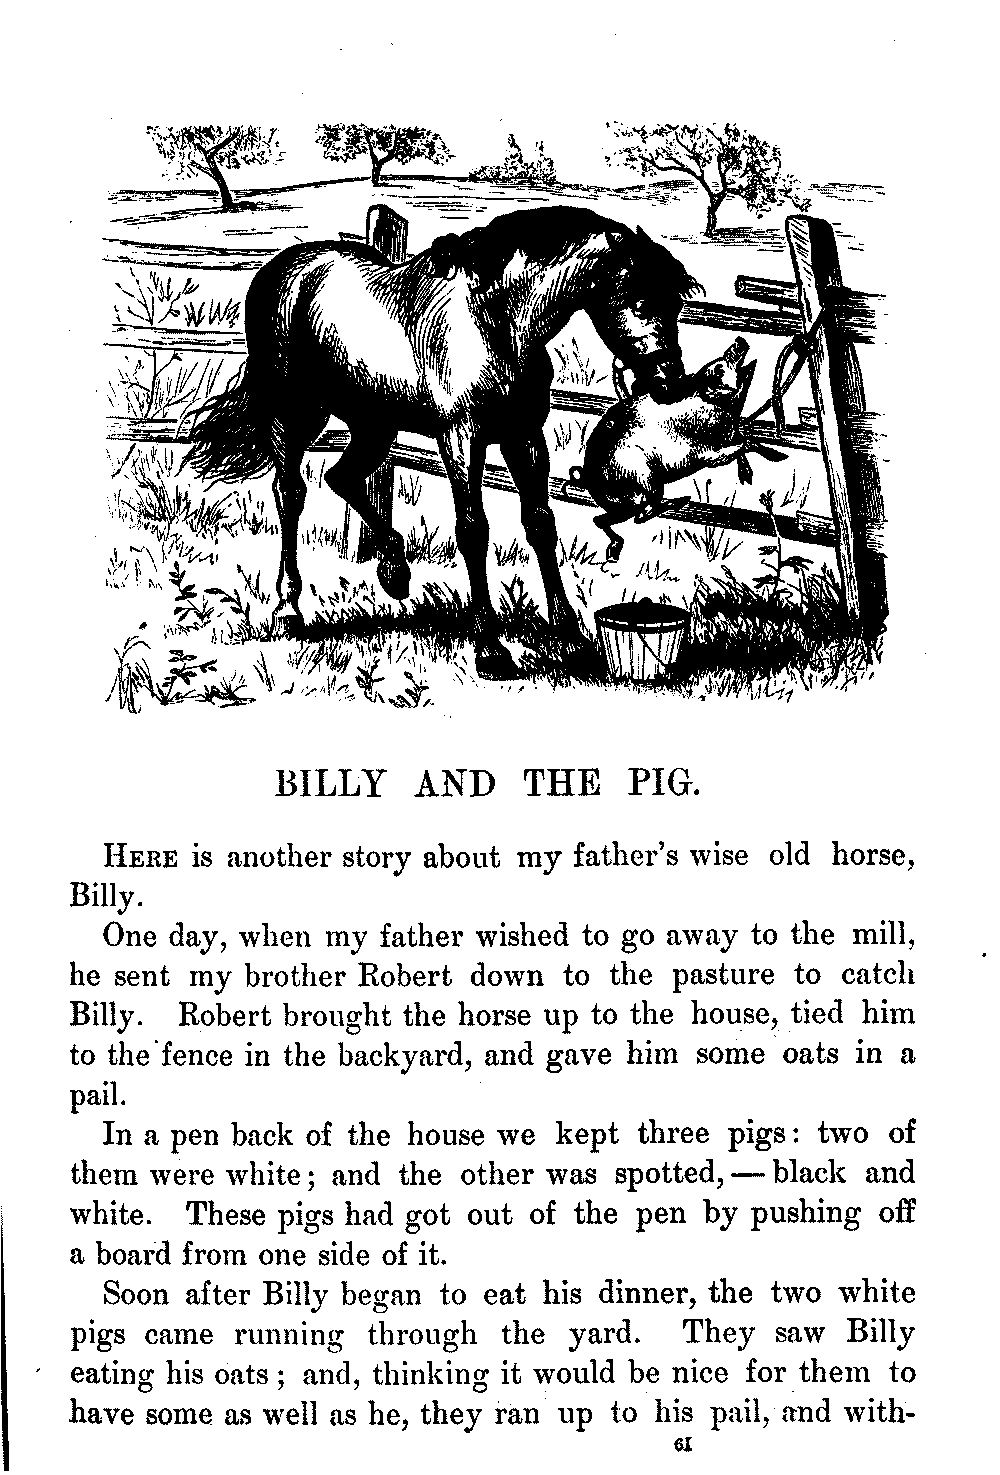 BILLY AND THE PIG.
HERE is another story about my father's wise old horse,
Billy.
One day, when my father wished to go away to the mill,
he sent my brother Robert down to the pasture to catch
Billy. Robert brought the horse up to the house, tied him
to the fence in the backyard, and gave him some oats in a
pail.
In a pen back of the house we kept three pigs: two of
them were white; and the other was spotted,—black and
white. These pigs had got out of the pen by pushing off
a board from one side of it.
Soon after Billy began to eat his dinner, the two white
pigs came running through the yard. They saw Billy
eating his oats; and, thinking it would be nice for them to
have some as well as he, they ran up to his pail, and with-
61